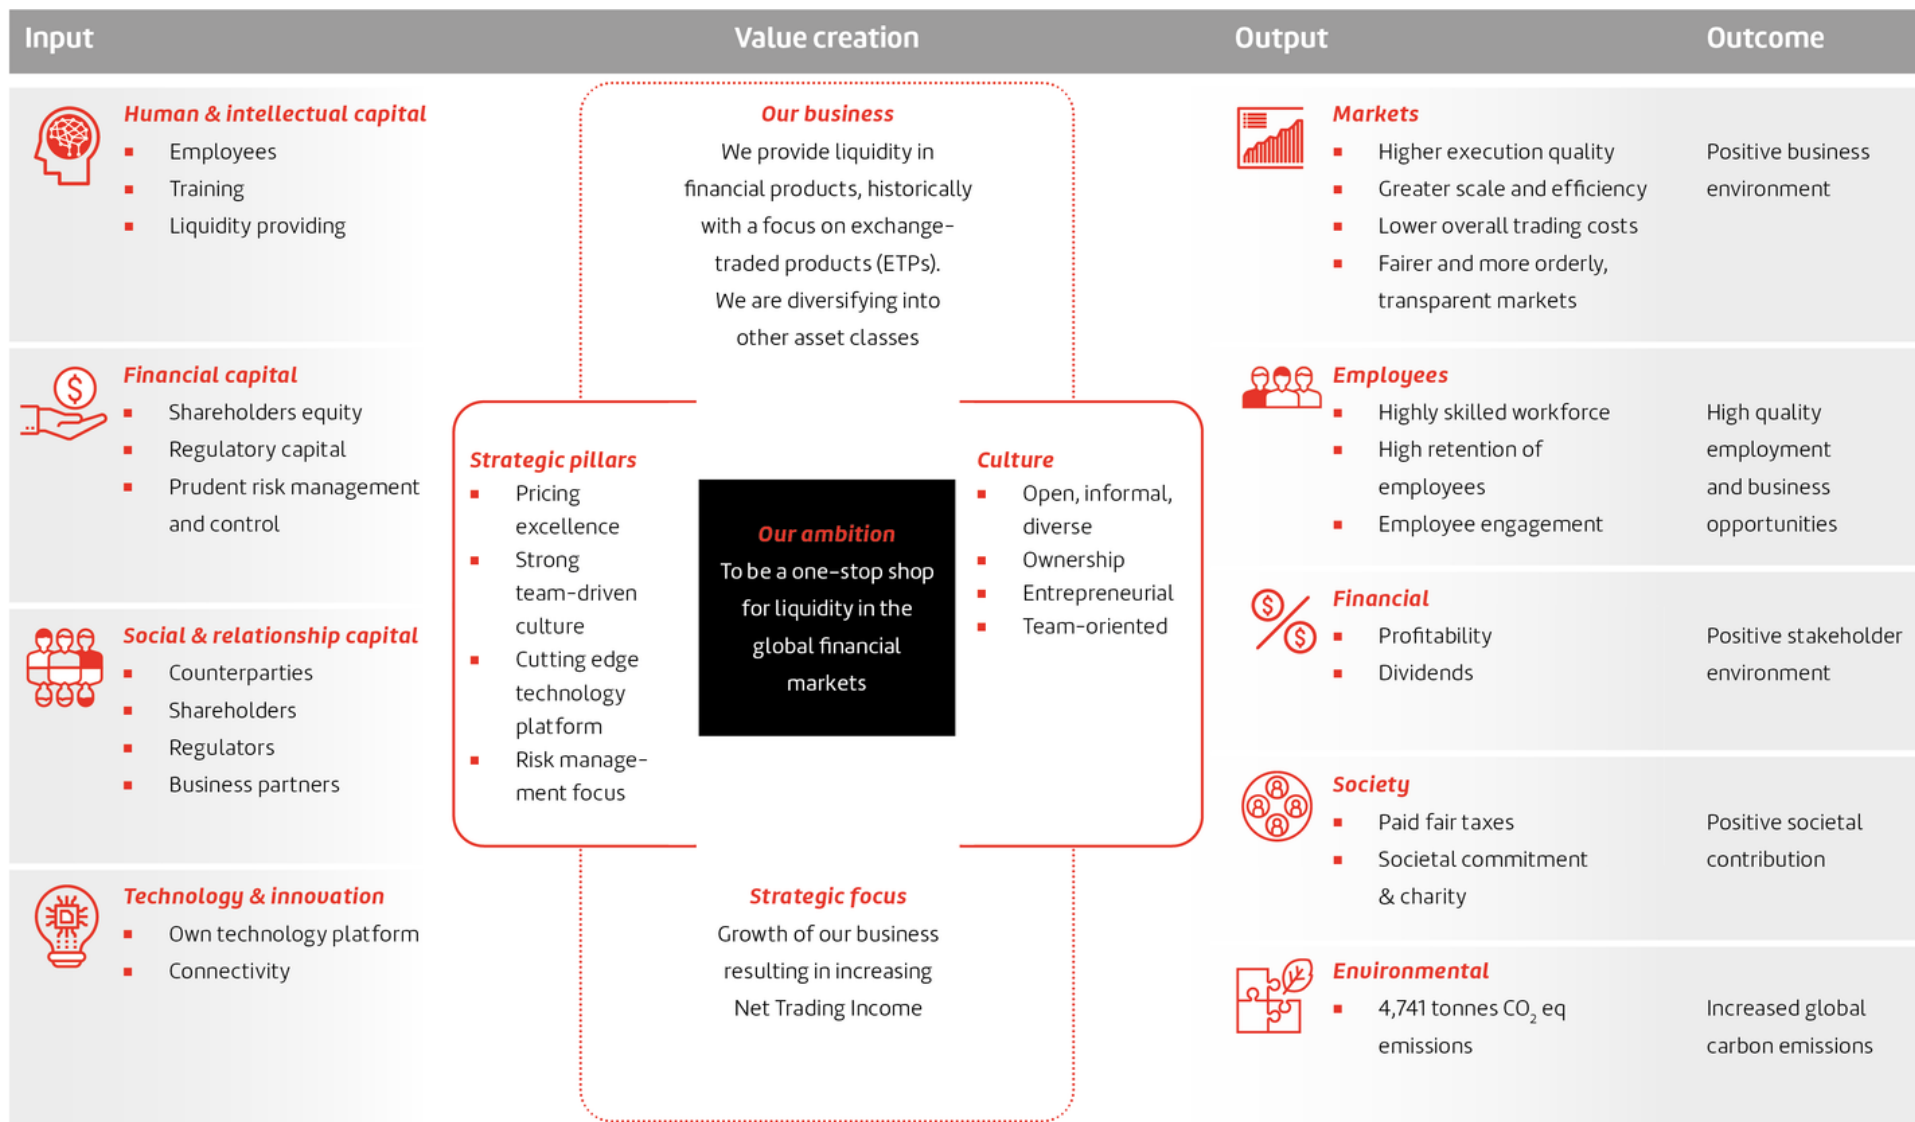 Input
Value creation
Output
Outcome
Human & intellectual capital
Employees
Training
Liquidity providing
Financial capital
Shareholders equity
Regulatory capital
Prudent risk management
and control
Social & relationship capital
Counterparties
Shareholders
Regulators
Business partners
Technology & innovation
Own technology platform
Connectivity
Our business
We provide liquidity in
financial products, historically
with a focus on exchange-
traded products (ETPs).
We are diversifying into
other asset classes
Strategic pillars
Pricing
excellence
Strong
team-driven
culture
Cutting edge
technology
platform
Risk manage-
ment focus
Our ambition
To be a one-stop shop
for liquidity in the
global financial
markets
Culture
Open, informal,
diverse
Ownership
Entrepreneurial
Team-oriented
Strategic focus
Growth of our business
resulting in increasing
Net Trading Income
Markets
Higher execution quality
Greater scale and efficiency
Lower overall trading costs
Fairer and more orderly,
transparent markets
Positive business
environment
Employees
Highly skilled workforce
High retention of
employees
Employee engagement
High quality
employment
and business
opportunities
Financial
Profitability
Dividends
Positive stakeholder
environment
Society
Paid fair taxes
Societal commitment
& charity
Positive societal
contribution
Environmental
4,741 tonnes CO₂ eq
emissions
Increased global
carbon emissions